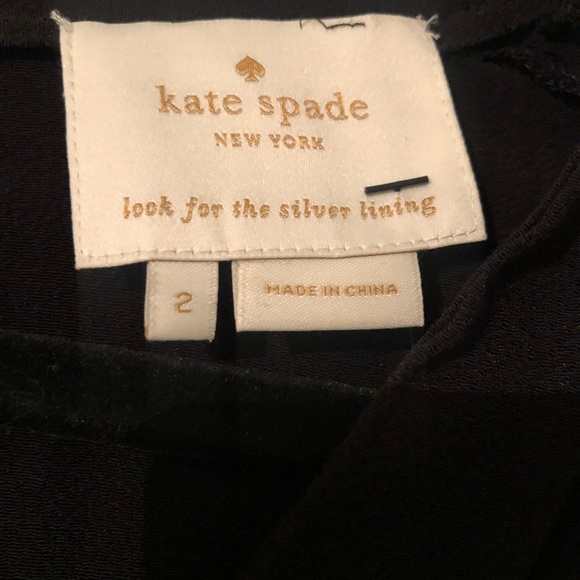 kate spade
NEW YORK
look for the silver lining
2
MADE IN CHINA